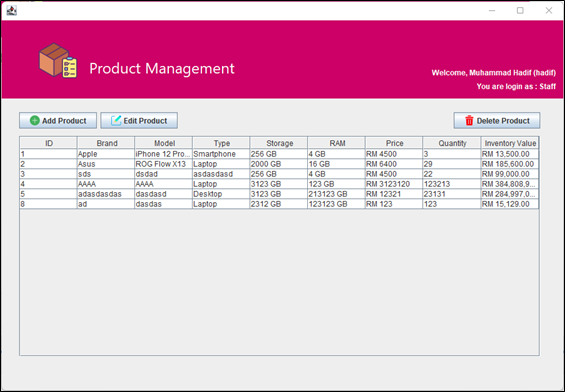 Product Management
Welcome, Muhammad Hadif (hadif)
You are login as : Staff
Add Product Edit Product Delete Product
ID Brand Model Type Storage RAM Price Quantity Inventory Value
1 Apple iPhone 12 Pro... Smartphone 256 GB 4 GB RM 4500 3 RM 13,500.00
2 Asus ROG Flow X13 Laptop 2000 GB 16 GB RM 6400 29 RM 185,600.00
3 sds dsdad asdasdasd 256 GB 4 GB RM 4500 22 RM 99,000.00
4 AAAA AAAA Laptop 3123 GB 123 GB RM 3123120 123213 RM 384,808,9...
5 adasdasdas dasdasd Desktop 3123 GB 213123 GB RM 12321 23131 RM 284,997,0...
8 ad dasdas Laptop 2312 GB 123123 GB RM 123 123 RM 15,129.00